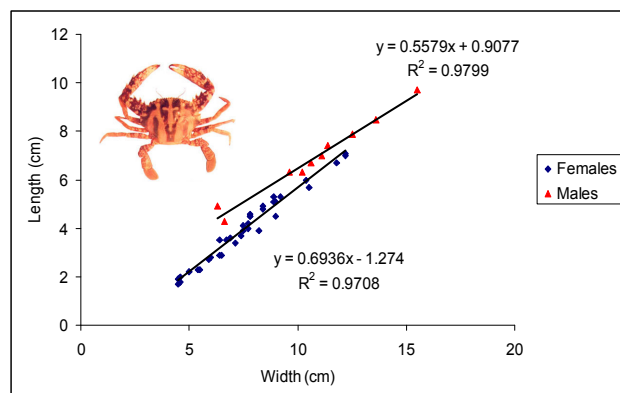 12
10
8
6
4
2
0
Length (cm)
y = 0.5579x + 0.9077
R² = 0.9799
y = 0.6936x - 1.274
R² = 0.9708
Females
Males
0 5 10 15 20
Width (cm)